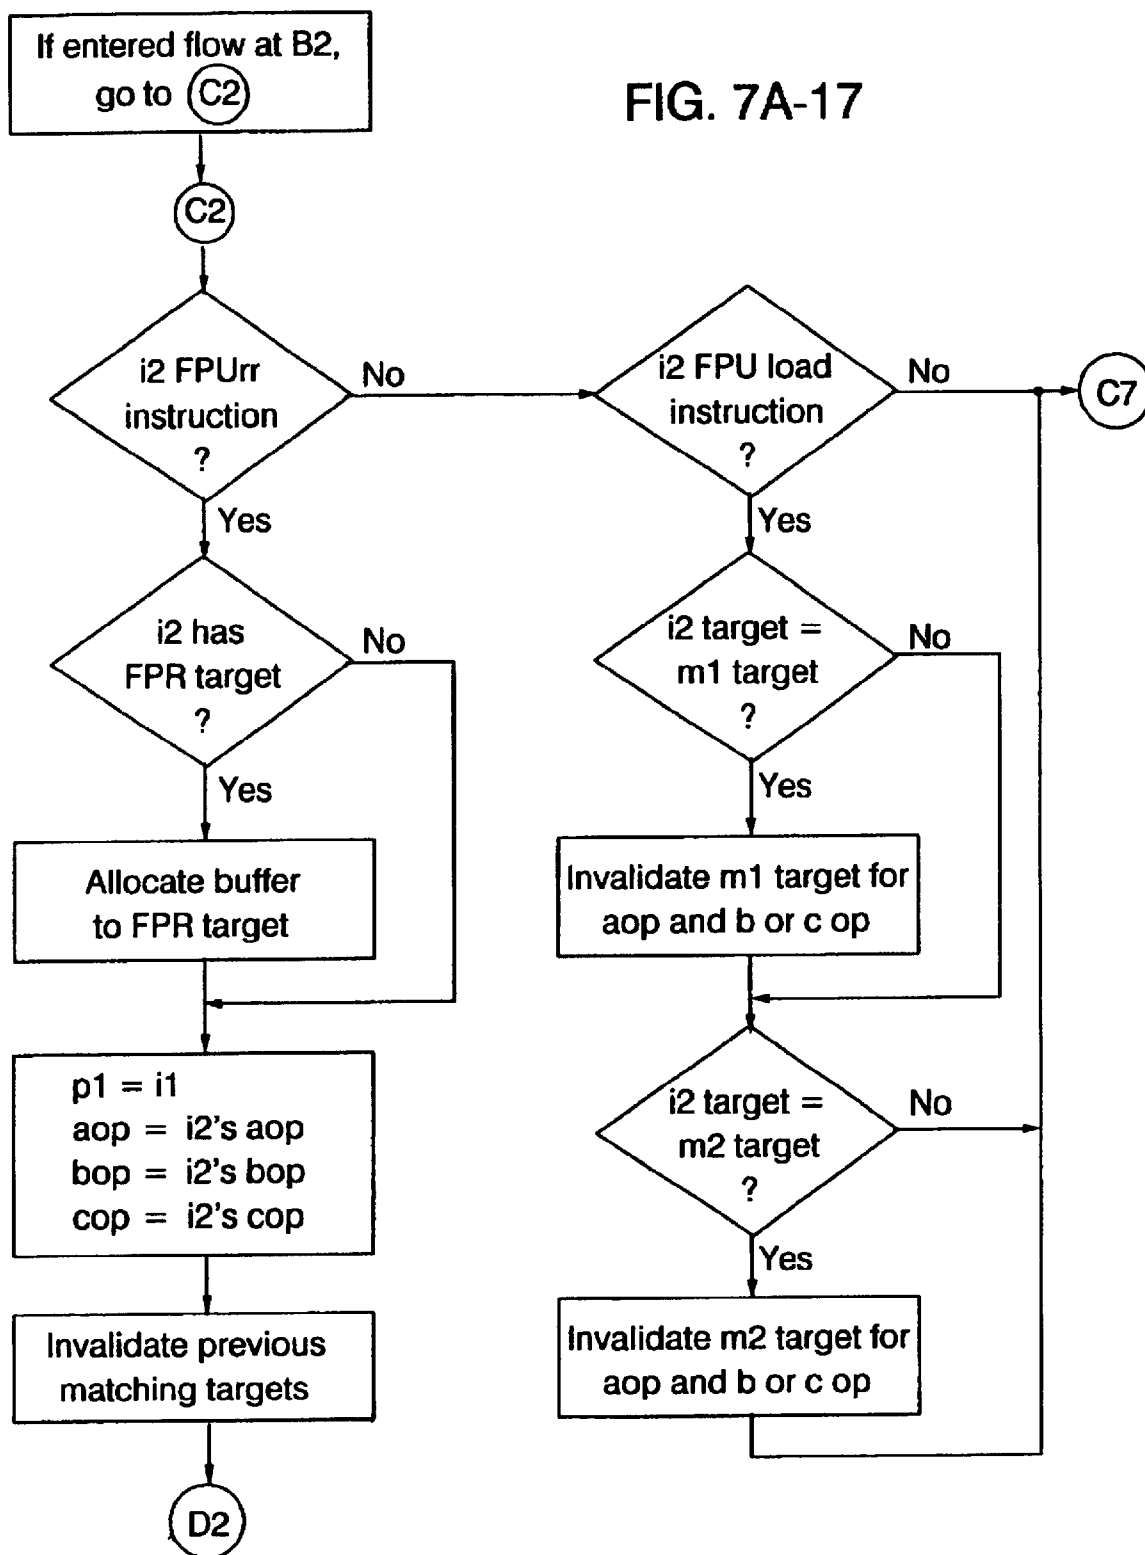 If entered flow at B2,
go to C2
FIG. 7A-17
C2
i2 FPUrr
instruction
?
No
Yes
i2 FPU load
instruction
?
No
C7
Yes
i2 has
FPR target
?
No
Yes
i2 target =
m1 target
?
No
Yes
Allocate buffer
to FPR target
Invalidate m1 target for
aop and b or c op
p1 = i1
aop = i2's aop
bop = i2's bop
cop = i2's cop
i2 target =
m2 target
?
No
Yes
Invalidate previous
matching targets
Invalidate m2 target for
aop and b or c op
D2